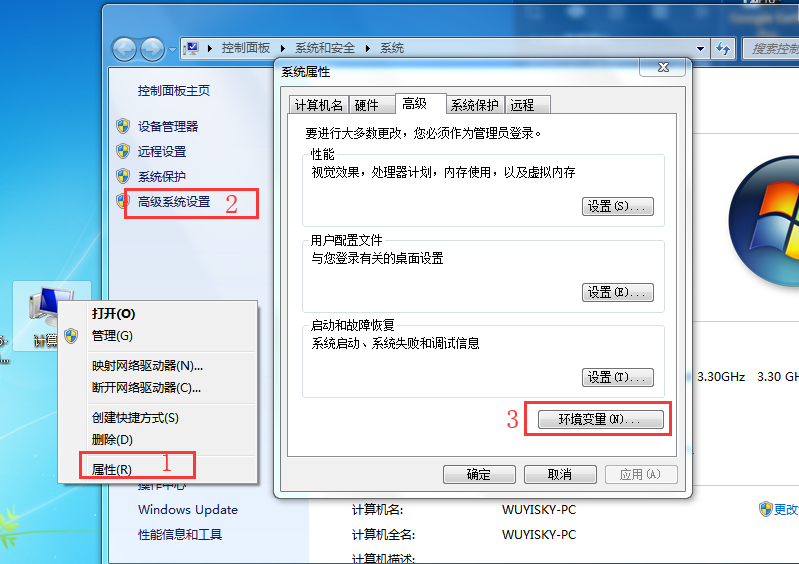 控制面板 系统和安全 系统
搜索控制
控制面板主页
设备管理器
远程设置
系统保护
高级系统设置 2
系统属性
计算机名 硬件 高级 系统保护 远程
要进行大多数更改，您必须作为管理员登录。
性能
视觉效果，处理器计划，内存使用，以及虚拟内存
设置(S)...
用户配置文件
与您登录有关的桌面设置
设置(E)...
启动和故障恢复
系统启动、系统失败和调试信息
设置(T)...
3 环境变量(N)...
确定 取消 应用(A)
打开(O)
管理(G)
映射网络驱动器(N)...
断开网络驱动器(C)...
创建快捷方式(S)
删除(D)
属性(R) 1
计算
3.30GHz 3.30 GH
操作中心
Windows Update
性能信息和工具
计算机名: WUYISKY-PC
更改
计算机全名: WUYISKY-PC
计算机描述: